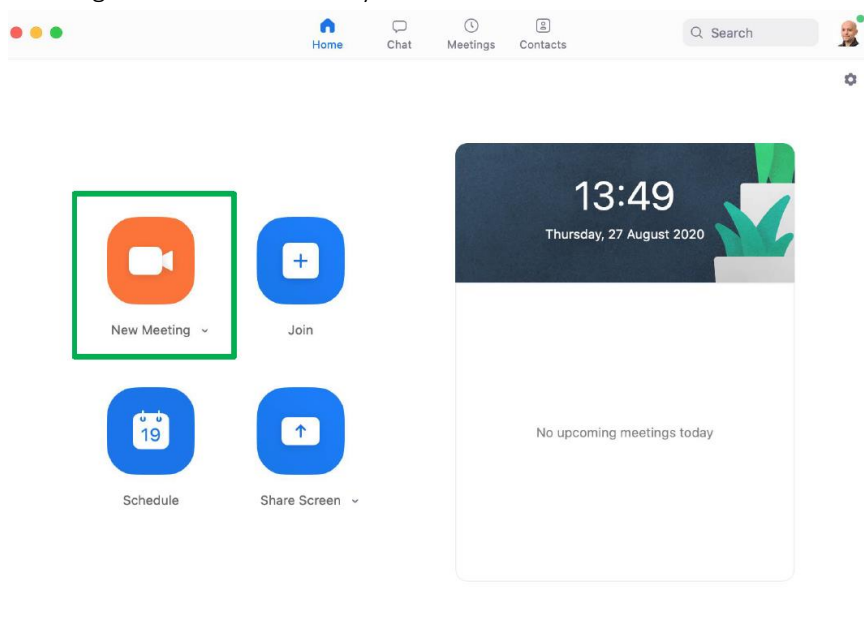 Home
Chat
Meetings
Contacts
Search
13:49
Thursday, 27 August 2020
New Meeting
Join
19
Schedule
Share Screen
No upcoming meetings today